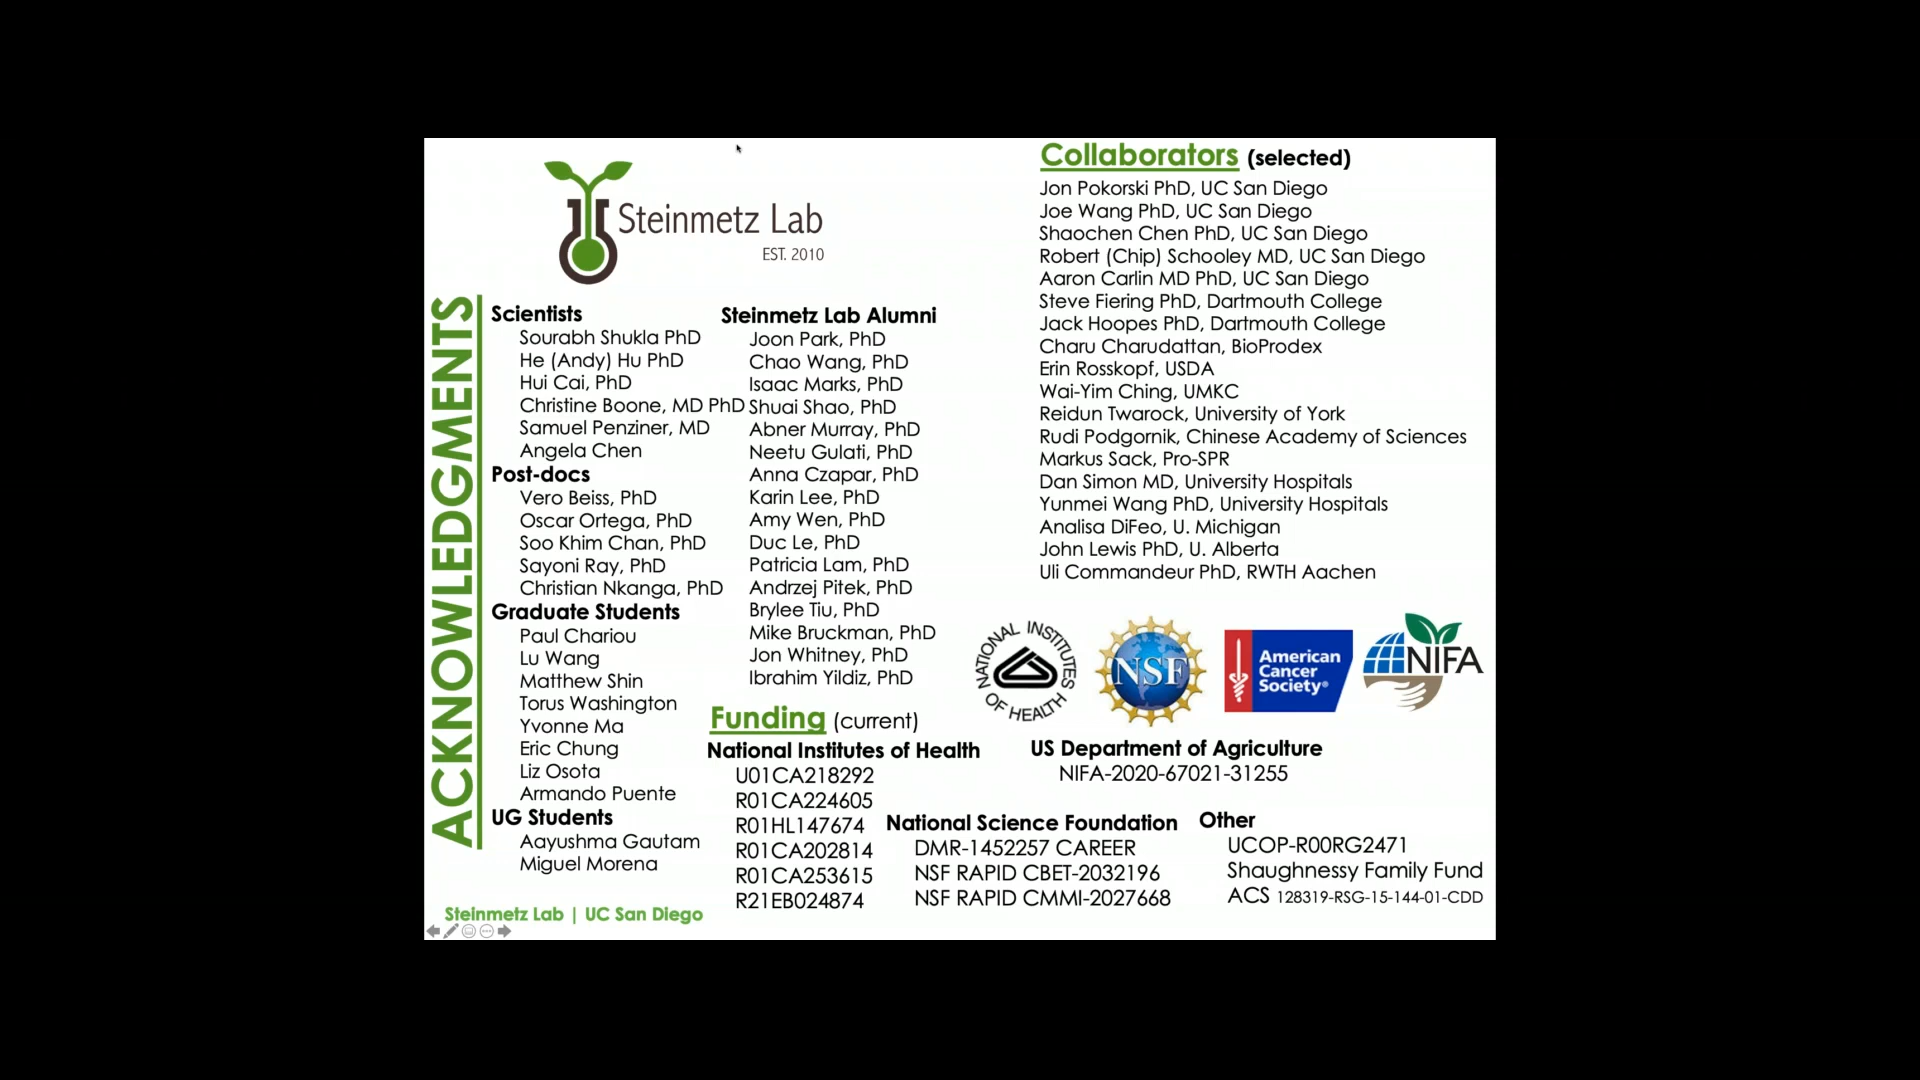 ACKNOWLEDGMENTS
Steinmetz Lab
EST. 2010
Scientists
Sourabh Shukla PhD
He (Andy) Hu PhD
Hui Cai, PhD
Christine Boone, MD PhD
Samuel Penziner, MD
Angela Chen
Post-docs
Vero Beiss, PhD
Oscar Ortega, PhD
Soo Khim Chan, PhD
Sayoni Ray, PhD
Christian Nkanga, PhD
Graduate Students
Paul Chariou
Lu Wang
Matthew Shin
Torus Washington
Yvonne Ma
Eric Chung
Liz Osota
Armando Puente
UG Students
Aayushma Gautam
Miguel Morena
Steinmetz Lab | UC San Diego
Steinmetz Lab Alumni
Joon Park, PhD
Chao Wang, PhD
Isaac Marks, PhD
Shuai Shao, PhD
Abner Murray, PhD
Neetu Gulati, PhD
Anna Czapar, PhD
Karin Lee, PhD
Amy Wen, PhD
Duc Le, PhD
Patricia Lam, PhD
Andrzej Pitek, PhD
Brylee Tiu, PhD
Mike Bruckman, PhD
Jon Whitney, PhD
Ibrahim Yildiz, PhD
Collaborators (selected)
Jon Pokorski PhD, UC San Diego
Joe Wang PhD, UC San Diego
Shaochen Chen PhD, UC San Diego
Robert (Chip) Schooley MD, UC San Diego
Aaron Carlin MD PhD, UC San Diego
Steve Fiering PhD, Dartmouth College
Jack Hoopes PhD, Dartmouth College
Charu Charudattan, BioProdex
Erin Rosskopf, USDA
Wai-Yim Ching, UMKC
Reidun Twarock, University of York
Rudi Podgornik, Chinese Academy of Sciences
Markus Sack, Pro-SPR
Dan Simon MD, University Hospitals
Yunmei Wang PhD, University Hospitals
Analisa DiFeo, U. Michigan
John Lewis PhD, U. Alberta
Uli Commandeur PhD, RWTH Aachen
NATIONAL INSTITUTES OF HEALTH
NSF
American
Cancer
Society®
NIFA
Funding (current)
National Institutes of Health
U01CA218292
R01CA224605
R01HL147674
R01CA202814
R01CA253615
R21EB024874
US Department of Agriculture
NIFA-2020-67021-31255
National Science Foundation
DMR-1452257 CAREER
NSF RAPID CBET-2032196
NSF RAPID CMMI-2027668
Other
UCOP-R00RG2471
Shaughnessy Family Fund
ACS 128319-RSG-15-144-01-CDD